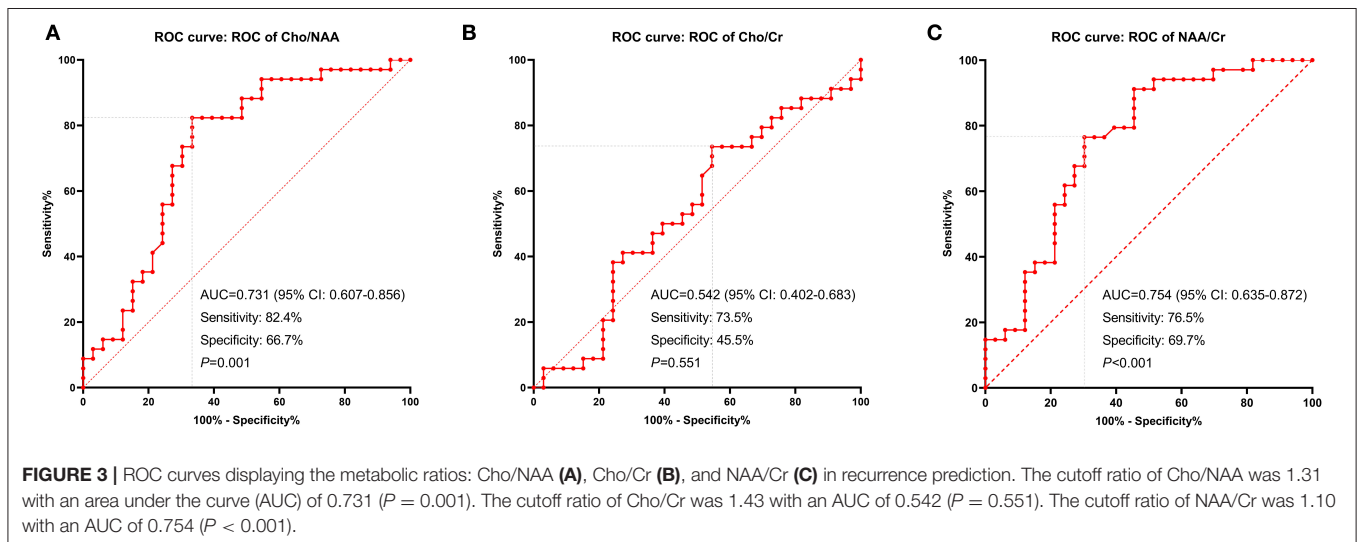 A
ROC curve: ROC of Cho/NAA
100
80
60
40
20
0
Sensitivity%
0 20 40 60 80 100
100% - Specificity%
AUC=0.731 (95% CI: 0.607-0.856)
Sensitivity: 82.4%
Specificity: 66.7%
P=0.001
B
ROC curve: ROC of Cho/Cr
100
80
60
40
20
0
Sensitivity%
0 20 40 60 80 100
100% - Specificity%
AUC=0.542 (95% CI: 0.402-0.683)
Sensitivity: 73.5%
Specificity: 45.5%
P=0.551
C
ROC curve: ROC of NAA/Cr
100
80
60
40
20
0
Sensitivity%
0 20 40 60 80 100
100% - Specificity%
AUC=0.754 (95% CI: 0.635-0.872)
Sensitivity: 76.5%
Specificity: 69.7%
P<0.001
FIGURE 3 | ROC curves displaying the metabolic ratios: Cho/NAA (A), Cho/Cr (B), and NAA/Cr (C) in recurrence prediction. The cutoff ratio of Cho/NAA was 1.31
with an area under the curve (AUC) of 0.731 (P = 0.001). The cutoff ratio of Cho/Cr was 1.43 with an AUC of 0.542 (P = 0.551). The cutoff ratio of NAA/Cr was 1.10
with an AUC of 0.754 (P < 0.001).